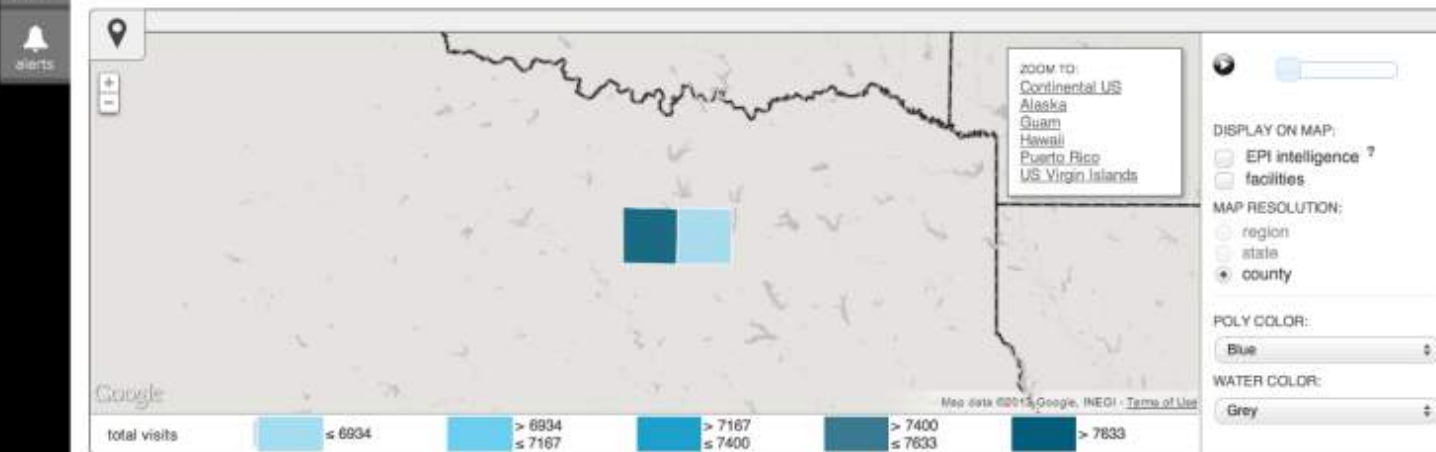 alerts
+
−
ZOOM TO:
Continental US
Alaska
Guam
Hawaii
Puerto Rico
US Virgin Islands
Google
Map data ©2013 Google, INEGI - Terms of Use
total visits
≤ 6934
> 6934
≤ 7167
> 7167
≤ 7400
> 7400
≤ 7633
> 7633
DISPLAY ON MAP:
EPI intelligence ?
facilities
MAP RESOLUTION:
region
state
county
POLY COLOR:
Blue
WATER COLOR:
Grey